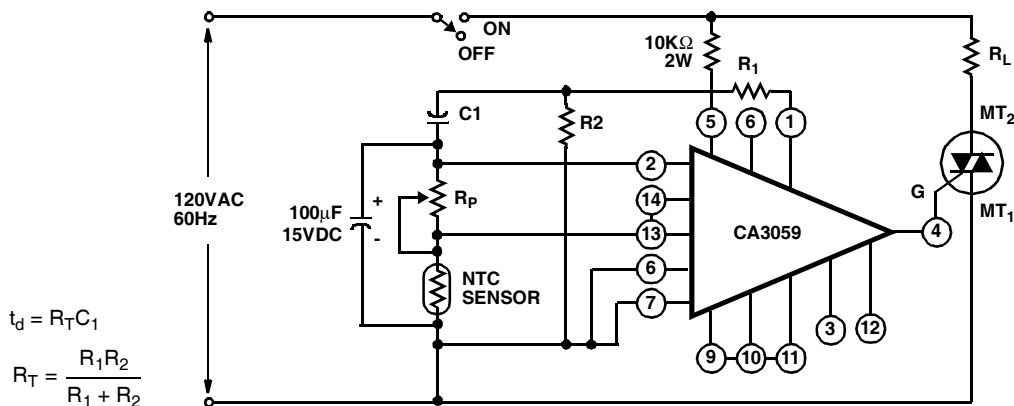 ON
OFF
10KΩ
2W
R1
RL
C1
R2
5
6
1
MT2
2
120VAC
60Hz
+
100μF
15VDC
-
RP
14
13
CA3059
G
4
MT1
NTC
SENSOR
6
7
9
10
11
3
12
td = RTC1
RT = R1R2 / R1 + R2